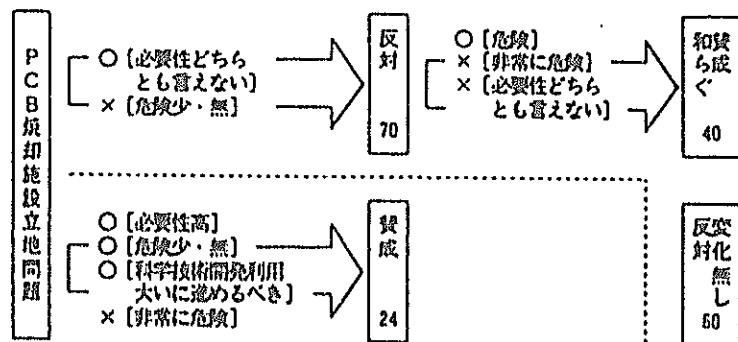 PCB焼却施設立地問題
○ [必要性どちら
とも言えない]
× [危険少・無]
反対
70
○ [危険]
× [非常に危険]
× [必要性どちら
とも言えない]
賛成
和らぐ
40
○ [必要性高]
○ [危険少・無]
○ [科学技術開発利用
大いに進めるべき]
× [非常に危険]
賛成
24
変化無し
反対
60